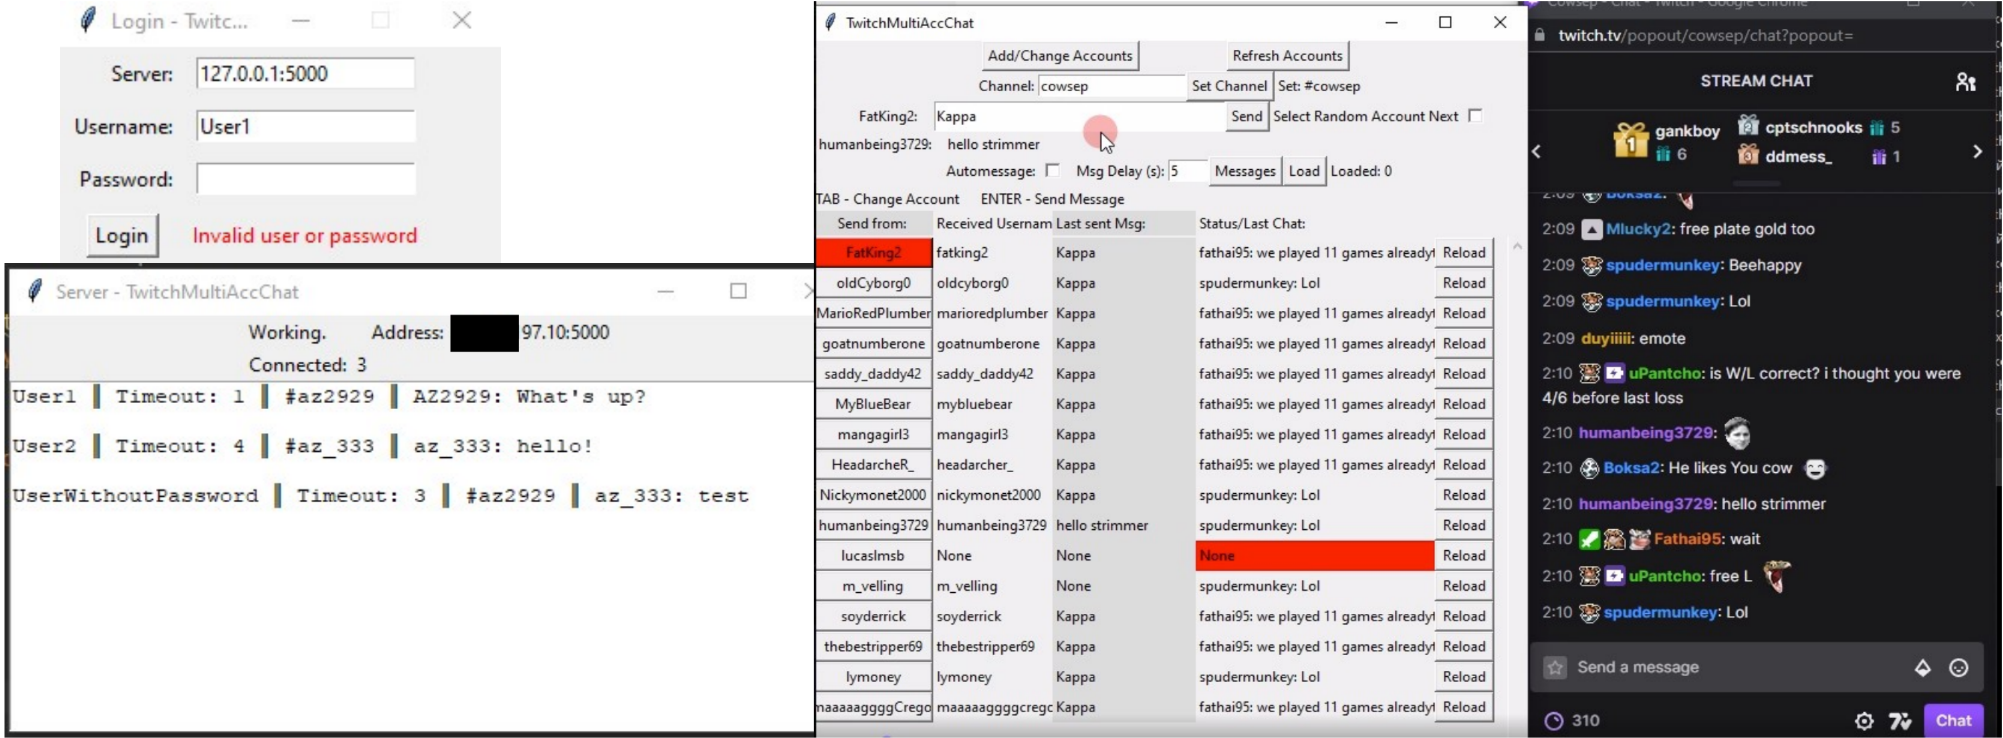 Login - Twitc...
Server: 127.0.0.1:5000
Username: User1
Password:
Login Invalid user or password
Server - TwitchMultiAccChat
Working. Address: 97.10:5000
Connected: 3
User1 ║ Timeout: 1 ║ #az2929 ║ AZ2929: What's up?
User2 ║ Timeout: 4 ║ #az_333 ║ az_333: hello!
UserWithoutPassword ║ Timeout: 3 ║ #az2929 ║ az_333: test
TwitchMultiAccChat
Add/Change Accounts Refresh Accounts
Channel: cowsep Set Channel Set: #cowsep
FatKing2: Kappa Send Select Random Account Next
humanbeing3729: hello strimmer
Automessage: Msg Delay (s): 5 Messages Load Loaded: 0
TAB - Change Account ENTER - Send Message
Send from: Received Usernam Last sent Msg: Status/Last Chat:
FatKing2 fatking2 Kappa fathai95: we played 11 games already Reload
oldCyborg0 oldcyborg0 Kappa spudermunkey: Lol Reload
MarioRedPlumber marioredplumber Kappa fathai95: we played 11 games already Reload
goatnumberone goatnumberone Kappa fathai95: we played 11 games already Reload
saddy_daddy42 saddy_daddy42 Kappa fathai95: we played 11 games already Reload
MyBlueBear mybluebear Kappa fathai95: we played 11 games already Reload
mangagirl3 mangagirl3 Kappa fathai95: we played 11 games already Reload
HeadarcheR_ headarcher_ Kappa fathai95: we played 11 games already Reload
Nickymonet2000 nickymonet2000 Kappa spudermunkey: Lol Reload
humanbeing3729 humanbeing3729 hello strimmer spudermunkey: Lol Reload
lucaslmsb None None None Reload
m_velling m_velling None spudermunkey: Lol Reload
soyderrick soyderrick Kappa fathai95: we played 11 games already Reload
thebestripper69 thebestripper69 Kappa fathai95: we played 11 games already Reload
lymoney lymoney Kappa spudermunkey: Lol Reload
maaaaaggggCrego maaaaaggggcrego Kappa fathai95: we played 11 games already Reload
Cowsep - Chat - Twitch - Google Chrome
twitch.tv/popout/cowsep/chat?popout=
STREAM CHAT
1 gankboy 6
2 cptschnooks 5
3 ddmess_ 1
2:09 Boksa2:
2:09 Mlucky2: free plate gold too
2:09 spudermunkey: Beehappy
2:09 spudermunkey: Lol
2:09 duyiiiii: emote
2:10 uPantcho: is W/L correct? i thought you were
4/6 before last loss
2:10 humanbeing3729:
2:10 Boksa2: He likes You cow
2:10 humanbeing3729: hello strimmer
2:10 Fathai95: wait
2:10 uPantcho: free L
2:10 spudermunkey: Lol
Send a message
310 Chat